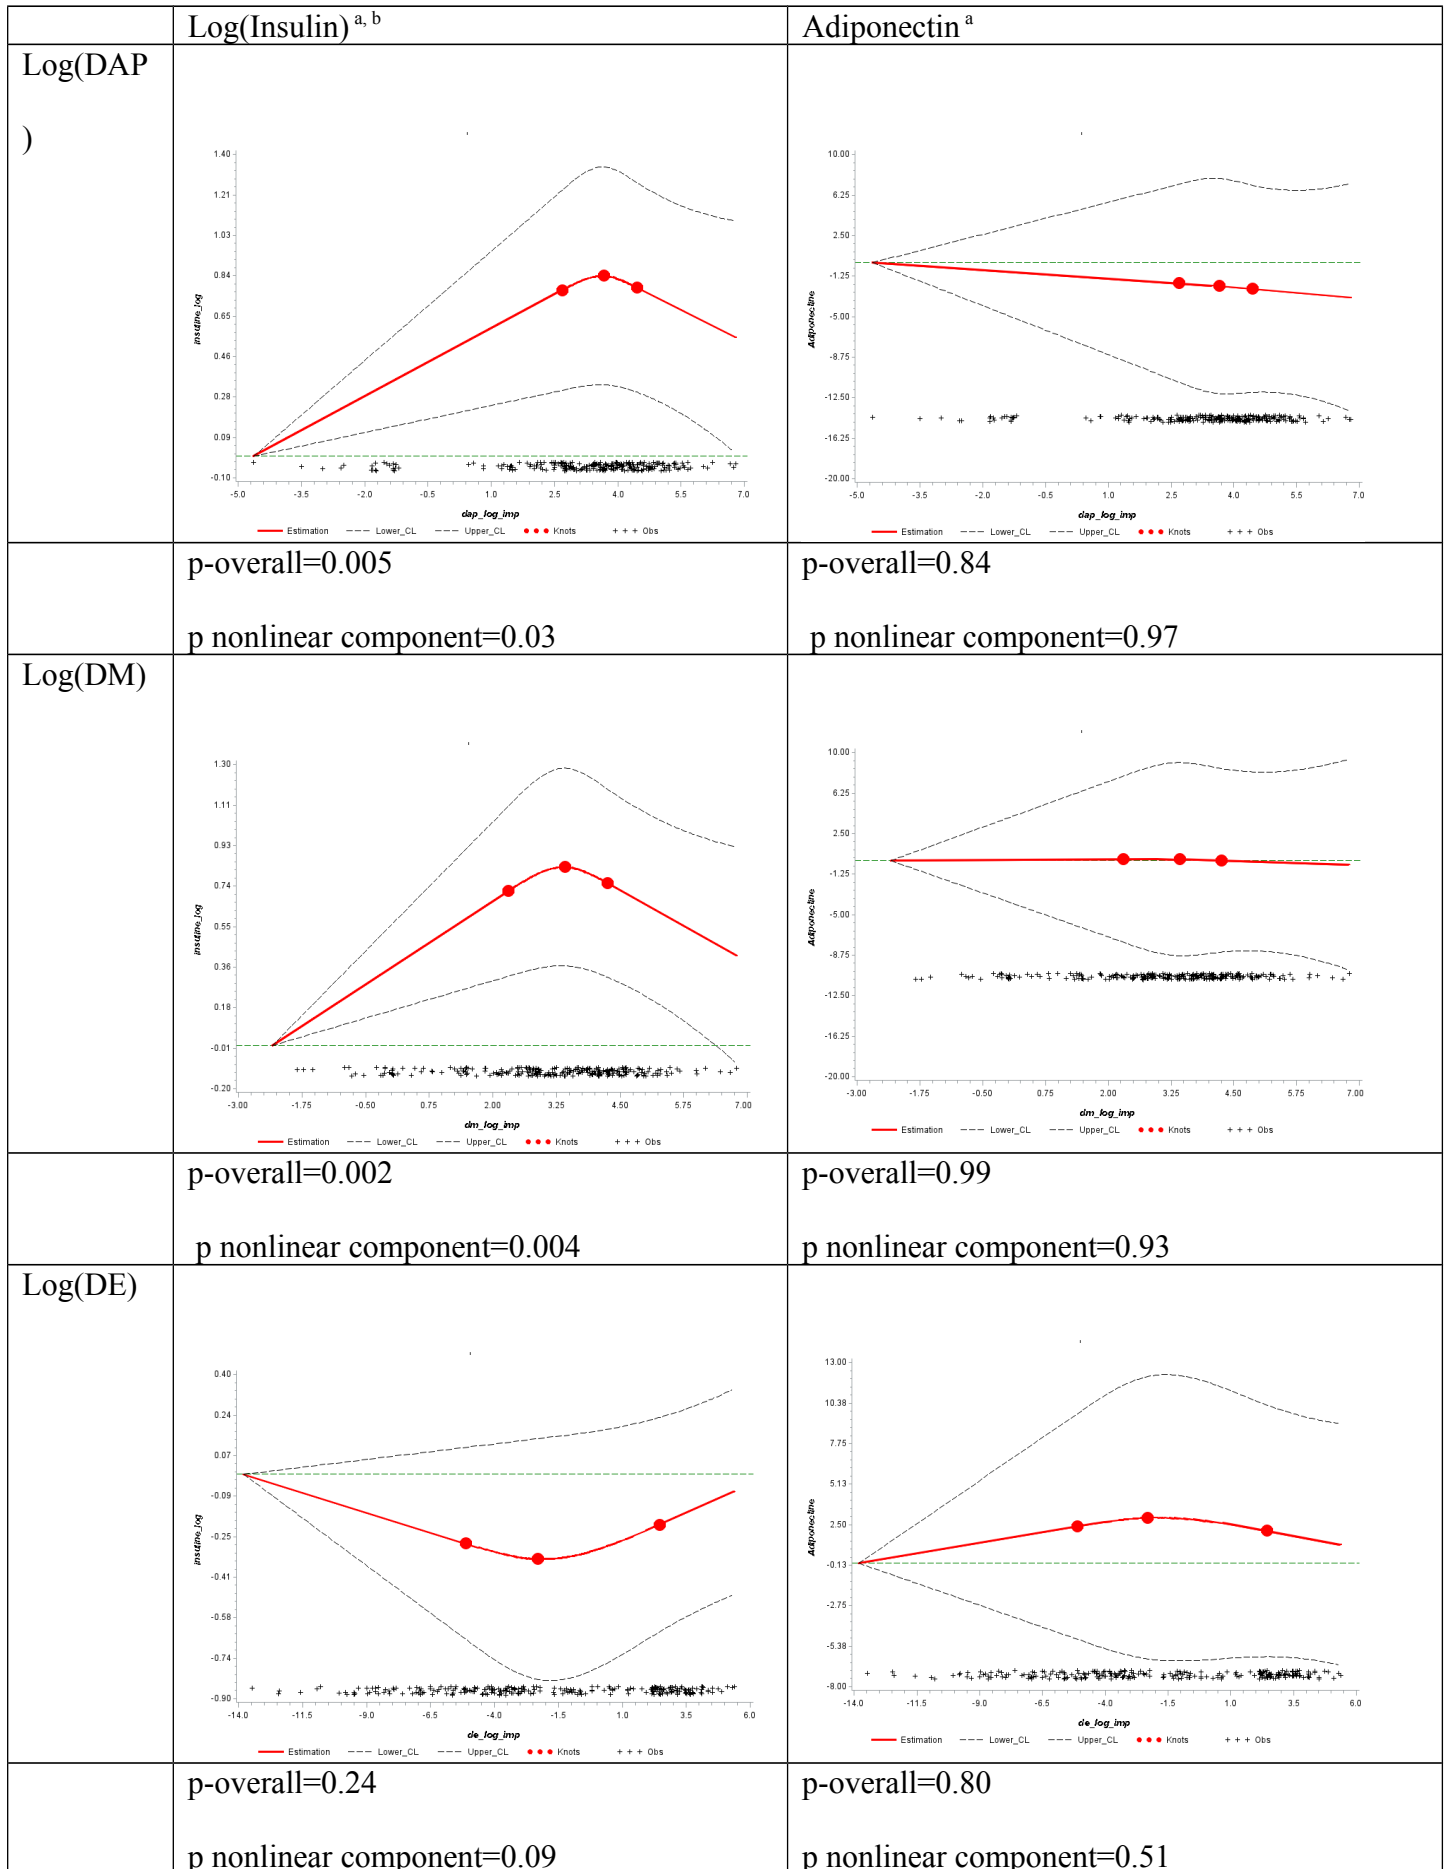 Log(Insulin) a, b
Adiponectin a
Log(DAP
)
1.40
1.21
1.03
0.84
0.65
0.46
0.28
0.09
-0.10
insuline_log
-5.0 -3.5 -2.0 -0.5 1.0 2.5 4.0 5.5 7.0
dap_log_imp
Estimation Lower_CL Upper_CL Knots + + + Obs
10.00
6.25
2.50
-1.25
-5.00
-8.75
-12.50
-16.25
-20.00
Adiponectine
-5.0 -3.5 -2.0 -0.5 1.0 2.5 4.0 5.5 7.0
dap_log_imp
Estimation Lower_CL Upper_CL Knots + + + Obs
p-overall=0.005
p nonlinear component=0.03
p-overall=0.84
p nonlinear component=0.97
Log(DM)
1.30
1.11
0.93
0.74
0.55
0.36
0.18
-0.01
-0.20
insuline_log
-3.00 -1.75 -0.50 0.75 2.00 3.25 4.50 5.75 7.00
dm_log_imp
Estimation Lower_CL Upper_CL Knots + + + Obs
10.00
6.25
2.50
-1.25
-5.00
-8.75
-12.50
-16.25
-20.00
Adiponectine
-3.00 -1.75 -0.50 0.75 2.00 3.25 4.50 5.75 7.00
dm_log_imp
Estimation Lower_CL Upper_CL Knots + + + Obs
p-overall=0.002
p nonlinear component=0.004
p-overall=0.99
p nonlinear component=0.93
Log(DE)
0.40
0.24
0.07
-0.09
-0.25
-0.41
-0.58
-0.74
-0.90
insuline_log
-14.0 -11.5 -9.0 -6.5 -4.0 -1.5 1.0 3.5 6.0
de_log_imp
Estimation Lower_CL Upper_CL Knots + + + Obs
13.00
10.38
7.75
5.13
2.50
-0.13
-2.75
-5.38
-8.00
Adiponectine
-14.0 -11.5 -9.0 -6.5 -4.0 -1.5 1.0 3.5 6.0
de_log_imp
Estimation Lower_CL Upper_CL Knots + + + Obs
p-overall=0.24
p nonlinear component=0.09
p-overall=0.80
p nonlinear component=0.51